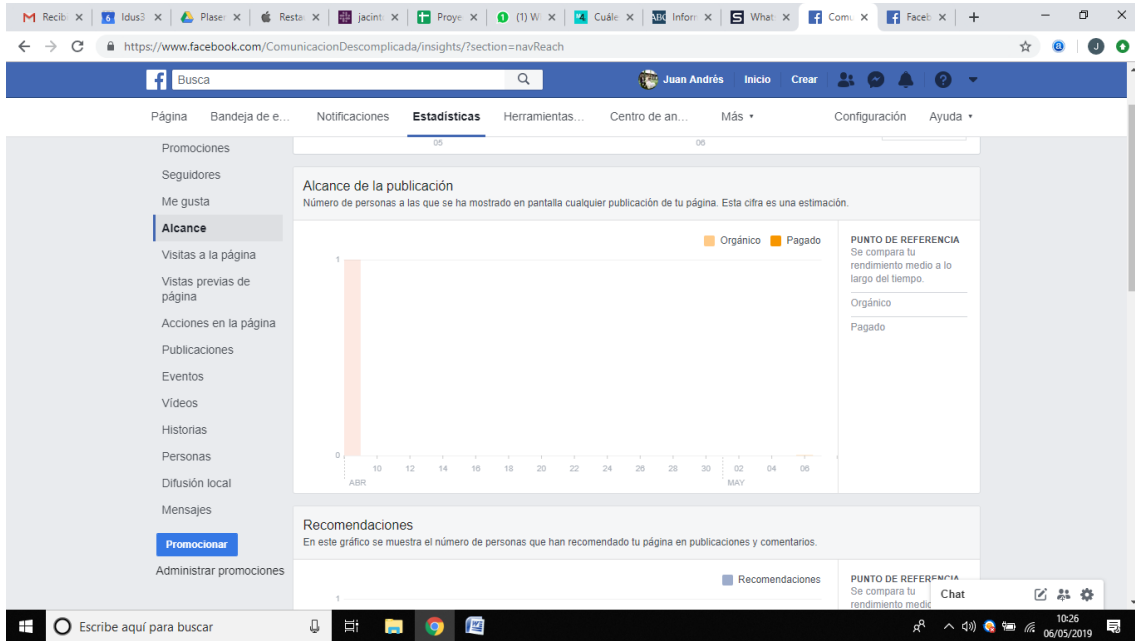 Recibi
Idus3
Plaser
Resta
jacinto
Proye
(1) W
Cuále
ABC Inform
What
Comu
Faceb
https://www.facebook.com/ComunicacionDescomplicada/insights/?section=navReach
J
Busca
Juan Andrés Inicio Crear
Página Bandeja de e... Notificaciones Estadísticas Herramientas... Centro de an... Más Configuración Ayuda
Promociones
Seguidores
Me gusta
Alcance
Visitas a la página
Vistas previas de
página
Acciones en la página
Publicaciones
Eventos
Vídeos
Historias
Personas
Difusión local
Mensajes
Promocionar
Administrar promociones
05 06
Alcance de la publicación
Número de personas a las que se ha mostrado en pantalla cualquier publicación de tu página. Esta cifra es una estimación.
Orgánico Pagado
1
0
10 12 14 16 18 20 22 24 26 28 30 02 04 06
ABR MAY
PUNTO DE REFERENCIA
Se compara tu
rendimiento medio a lo
largo del tiempo.
Orgánico
Pagado
Recomendaciones
En este gráfico se muestra el número de personas que han recomendado tu página en publicaciones y comentarios.
Recomendaciones
1
PUNTO DE REFERENCIA
Se compara tu
rendimiento medio
Chat
Escribe aquí para buscar
10:26
06/05/2019